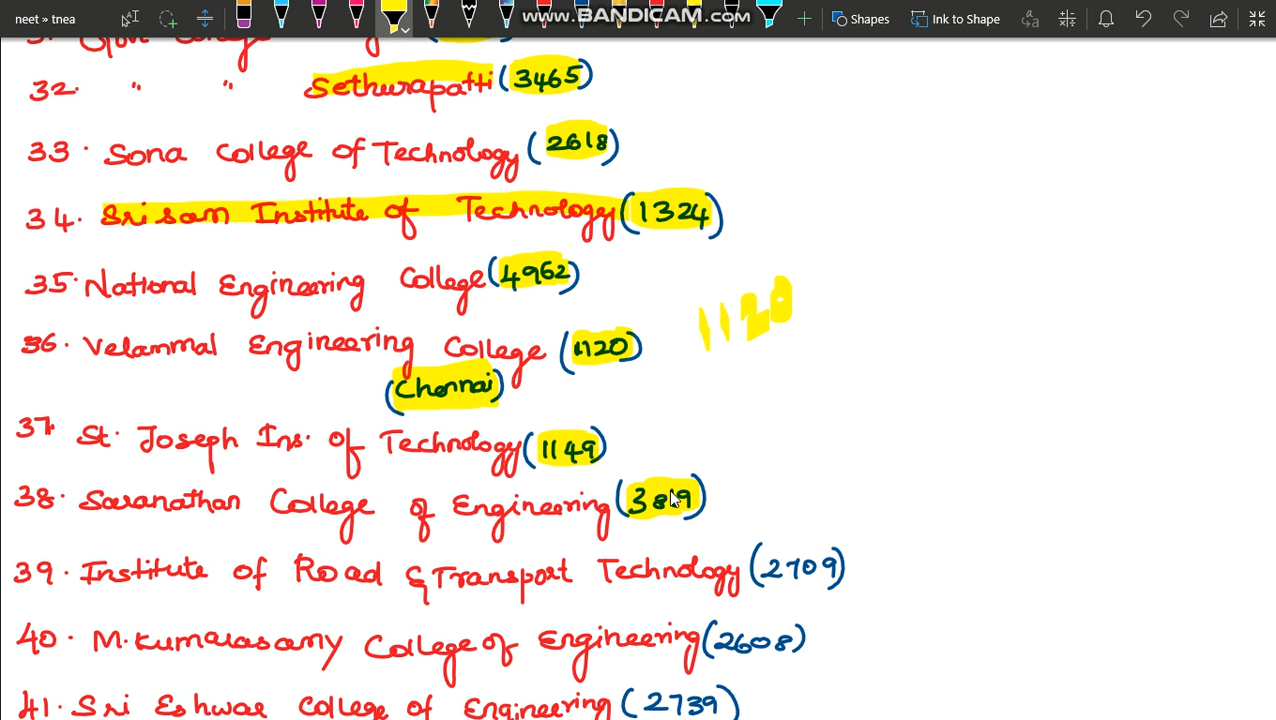 neet » tnea
www.BANDICAM.com
Shapes
Ink to Shape
32. " " Sethurapatti (3465)
33. Sona College of Technology (2618)
34. Srisam Institute of Technology (1324)
35. National Engineering College (4962)
1120
36. Velammal Engineering College (1120)
(Chennai)
37. St. Joseph Ins. of Technology (1149)
38. Saranathan College of Engineering (3819)
39. Institute of Road & Transport Technology (2709)
40. M.Kumarasamy College of Engineering (2608)
41. Sri Eshwar College of Engineering (2739)